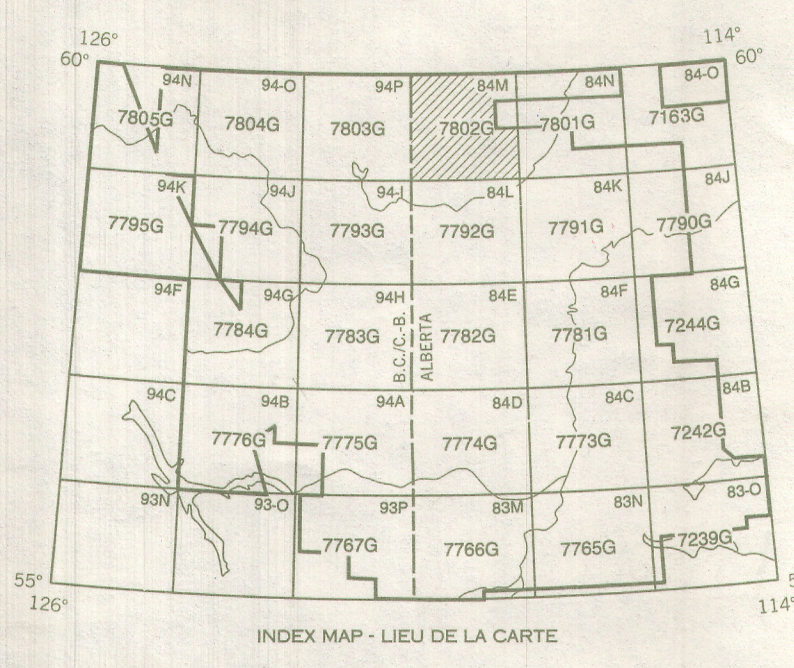 126° 114°
60° 60°
94N 94-O 94P 84M 84N 84-O
7805G 7804G 7803G 7802G 7801G 7163G
94K 94J 94-I 84L 84K 84J
7795G 7794G 7793G 7792G 7791G 7790G
94F 94G 94H 84E 84F 84G
7784G 7783G 7782G 7781G 7244G
B.C./C.-B.
ALBERTA
94C 94B 94A 84D 84C 84B
7776G 7775G 7774G 7773G 7242G
93N 93-O 93P 83M 83N 83-O
7767G 7766G 7765G 7239G
55° 5
126° 114°
INDEX MAP - LIEU DE LA CARTE